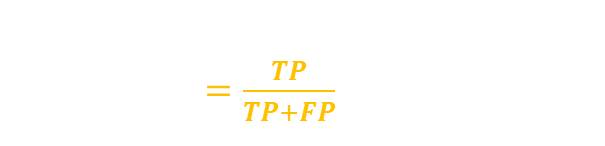 = TP / TP+FP